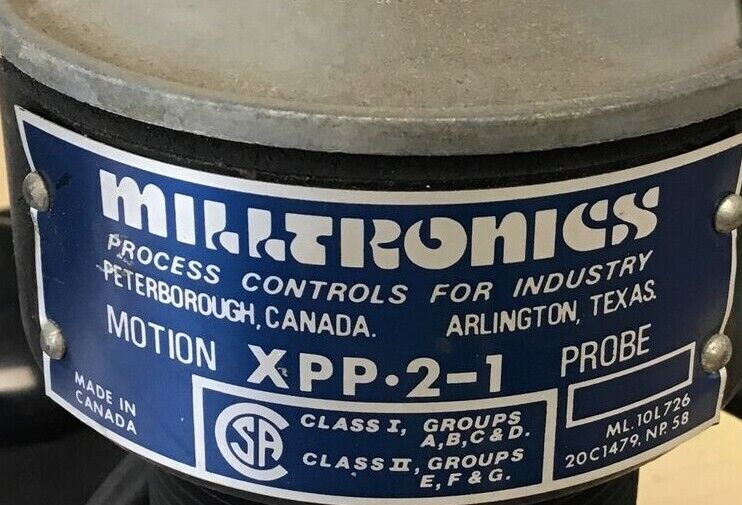 MILLTRONICS
PROCESS CONTROLS FOR INDUSTRY
PETERBOROUGH, CANADA. ARLINGTON, TEXAS.
MOTION XPP·2-1 PROBE
MADE IN
CANADA
CSA
CLASS I, GROUPS
A,B,C & D.
CLASS II, GROUPS
E, F & G.
ML.10L726
20C1479, NP. 58